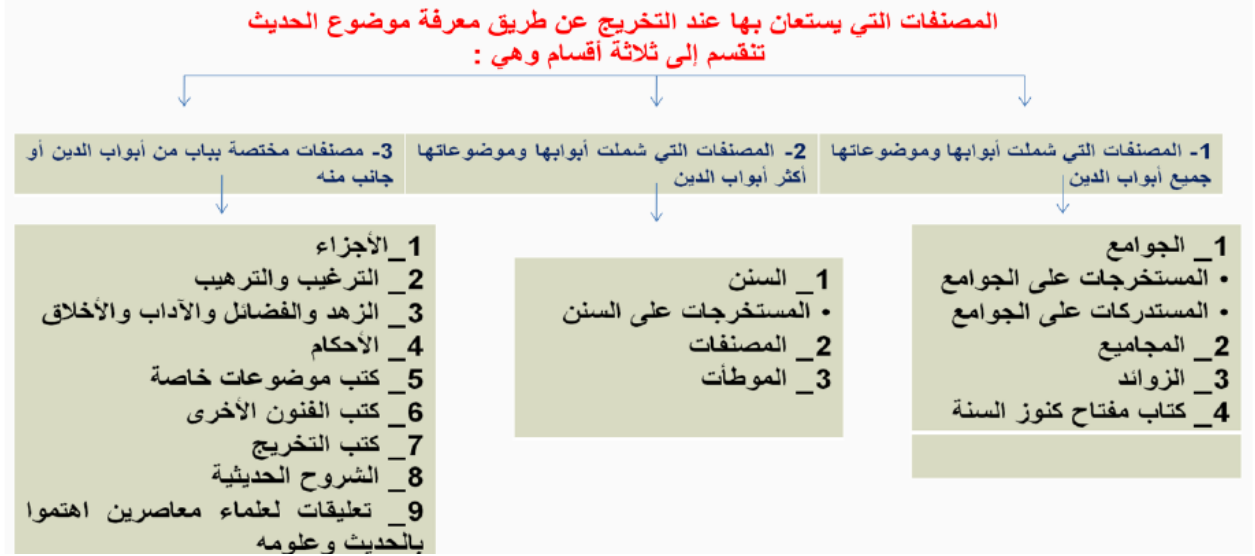 المصنفات التي يستعان بها عند التخريج عن طريق معرفة موضوع الحديث
تنقسم إلى ثلاثة أقسام وهي :
1- المصنفات التي شملت أبوابها وموضوعاتها
جميع أبواب الدين
2- المصنفات التي شملت أبوابها وموضوعاتها
أكثر أبواب الدين
3- مصنفات مختصة بباب من أبواب الدين أو
جانب منه
1_ الجوامع
• المستخرجات على الجوامع
• المستدركات على الجوامع
2_ المجاميع
3_ الزوائد
4_ كتاب مفتاح كنوز السنة
1_ السنن
• المستخرجات على السنن
2_ المصنفات
3_ الموطأت
1_الأجزاء
2_ الترغيب والترهيب
3_ الزهد والفضائل والآداب والأخلاق
4_ الأحكام
5_ كتب موضوعات خاصة
6_ كتب الفنون الأخرى
7_ كتب التخريج
8_ الشروح الحديثية
9_ تعليقات لعلماء معاصرين اهتموا
بالحديث وعلومه